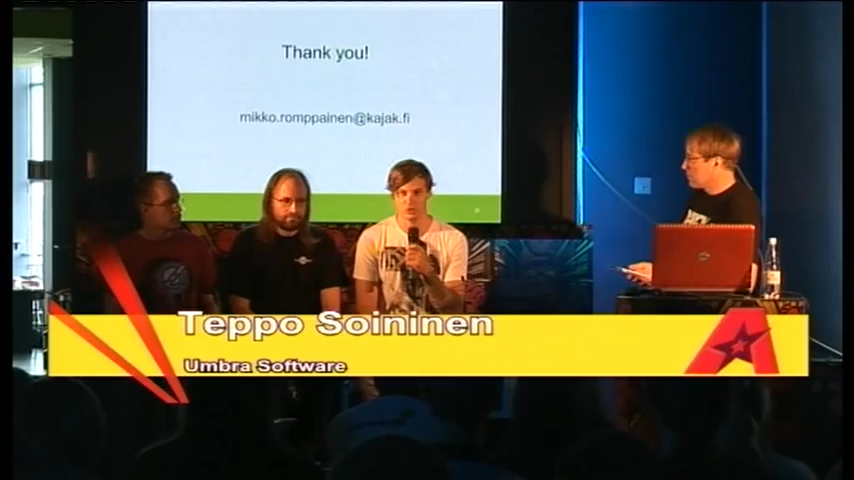 Thank you!
mikko.romppainen@kajak.fi
Teppo Soininen
Umbra Software